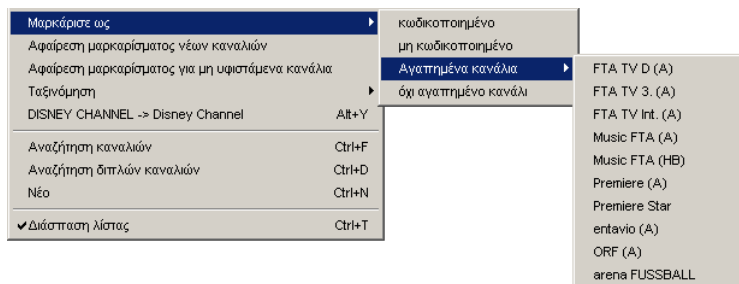 Μαρκάρισε ως
Αφαίρεση μαρκαρίσματος νέων καναλιών
Αφαίρεση μαρκαρίσματος για μη υφιστάμενα κανάλια
Ταξινόμηση
DISNEY CHANNEL -> Disney Channel Alt+Y
Αναζήτηση καναλιών Ctrl+F
Αναζήτηση διπλών καναλιών Ctrl+D
Νέο Ctrl+N
Διάσπαση λίστας Ctrl+T
κωδικοποιημένο
μη κωδικοποιημένο
Αγαπημένα κανάλια
όχι αγαπημένο κανάλι
FTA TV D (A)
FTA TV 3. (A)
FTA TV Int. (A)
Music FTA (A)
Music FTA (HB)
Premiere (A)
Premiere Star
entavio (A)
ORF (A)
arena FUSSBALL